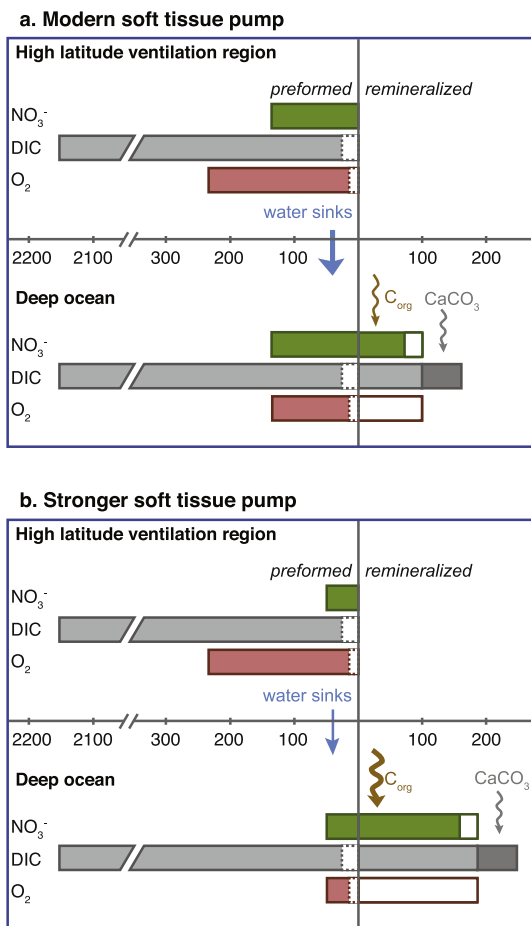 a. Modern soft tissue pump
High latitude ventilation region
preformed remineralized
NO₃⁻
DIC
O₂
water sinks
2200 2100 300 200 100 100 200
Deep ocean
C_org CaCO₃
NO₃⁻
DIC
O₂
b. Stronger soft tissue pump
High latitude ventilation region
preformed remineralized
NO₃⁻
DIC
O₂
water sinks
2200 2100 300 200 100 100 200
Deep ocean
C_org CaCO₃
NO₃⁻
DIC
O₂